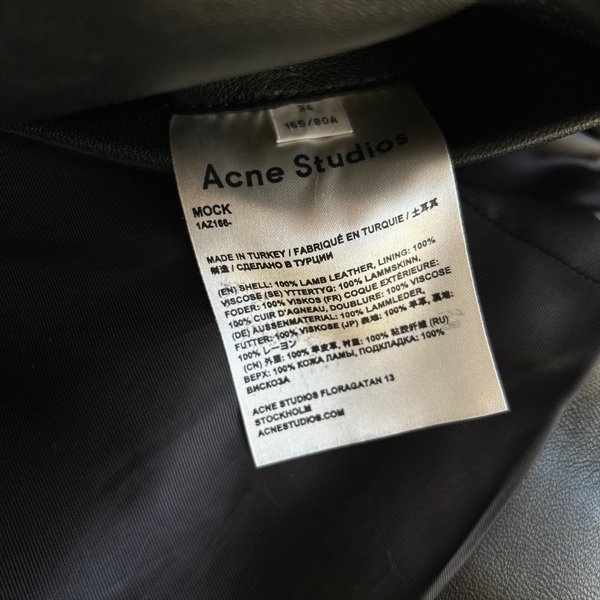 34
165/80A
Acne Studios
MOCK
1AZ166-
MADE IN TURKEY / FABRIQUÉ EN TURQUIE / 土耳其
制造 / СДЕЛАНО В ТУРЦИИ
(EN) SHELL: 100% LAMB LEATHER, LINING: 100%
VISCOSE (SE) YTTERTYG: 100% LAMMSKINN,
FODER: 100% VISKOS (FR) COQUE EXTÉRIEURE:
100% CUIR D'AGNEAU, DOUBLURE: 100% VISCOSE
(DE) AUSSENMATERIAL: 100% LAMMLEDER,
FUTTER: 100% VISKOSE (JP) 表地: 100% 羊革, 裏地:
100% レーヨン
(CN) 外層: 100% 羊皮革, 衬里: 100% 粘胶纤维 (RU)
ВЕРХ: 100% КОЖА ЛАМЫ, ПОДКЛАДКА: 100%
ВИСКОЗА
ACNE STUDIOS FLORAGATAN 13
STOCKHOLM
ACNESTUDIOS.COM